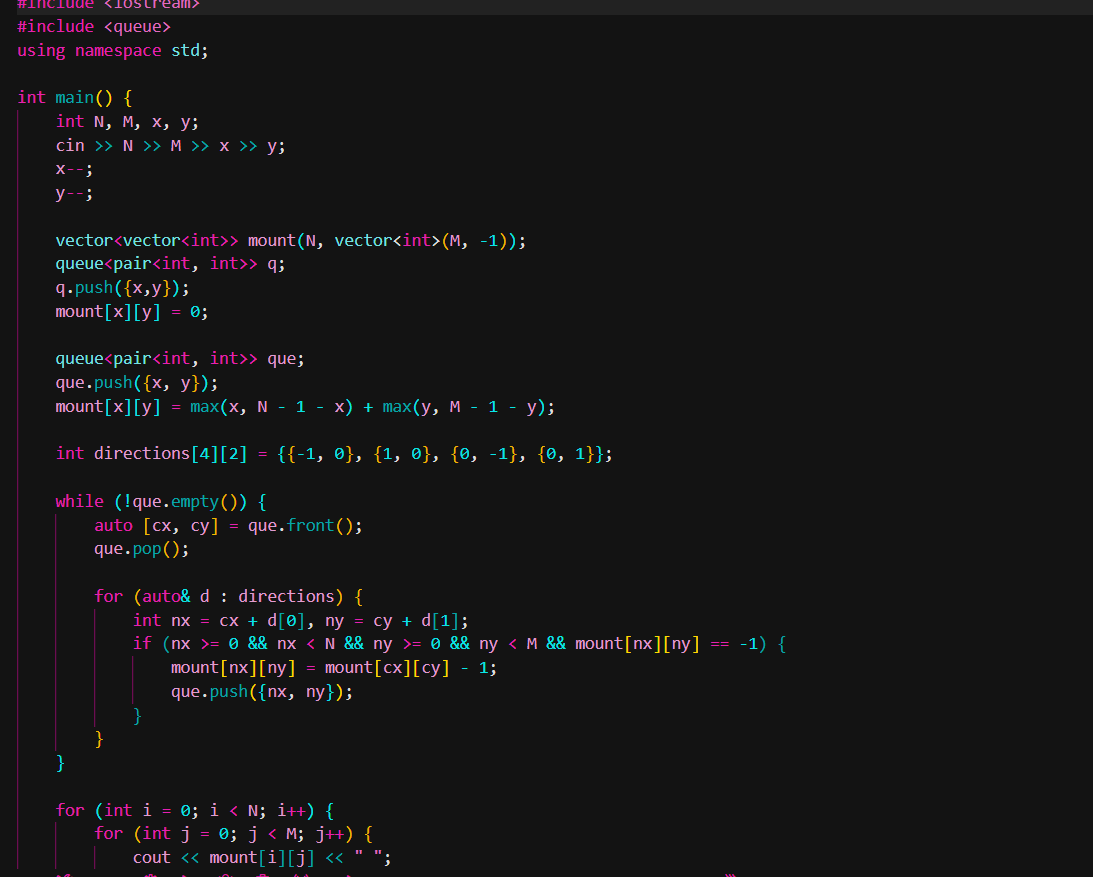 #include <iostream>
#include <queue>
using namespace std;

int main() {
    int N, M, x, y;
    cin >> N >> M >> x >> y;
    x--;
    y--;

    vector<vector<int>> mount(N, vector<int>(M, -1));
    queue<pair<int, int>> q;
    q.push({x,y});
    mount[x][y] = 0;

    queue<pair<int, int>> que;
    que.push({x, y});
    mount[x][y] = max(x, N - 1 - x) + max(y, M - 1 - y);

    int directions[4][2] = {{-1, 0}, {1, 0}, {0, -1}, {0, 1}};

    while (!que.empty()) {
        auto [cx, cy] = que.front();
        que.pop();

        for (auto& d : directions) {
            int nx = cx + d[0], ny = cy + d[1];
            if (nx >= 0 && nx < N && ny >= 0 && ny < M && mount[nx][ny] == -1) {
                mount[nx][ny] = mount[cx][cy] - 1;
                que.push({nx, ny});
            }
        }
    }

    for (int i = 0; i < N; i++) {
        for (int j = 0; j < M; j++) {
            cout << mount[i][j] << " ";